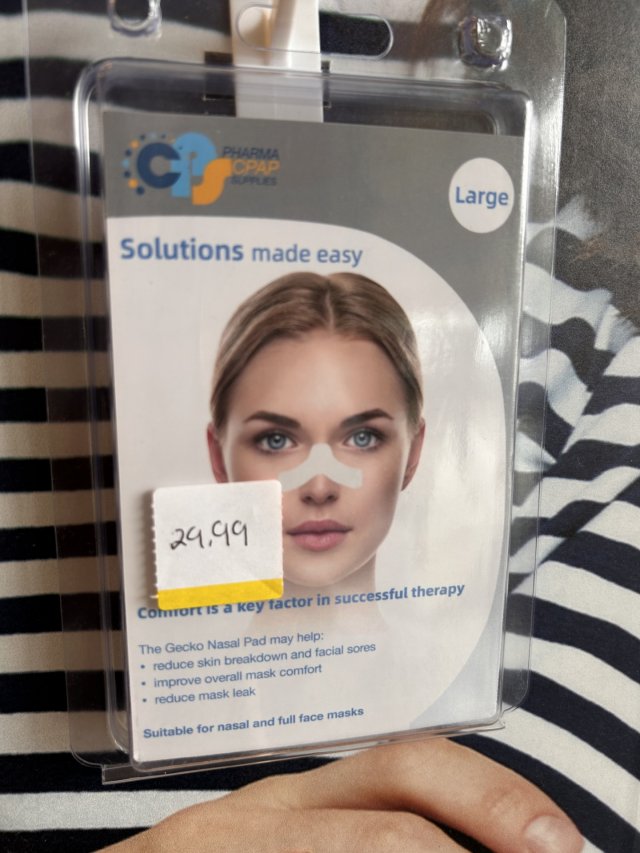 CPS PHARMA
CPAP
SUPPLIES
Large
Solutions made easy
29.99
Comfort is a key factor in successful therapy
The Gecko Nasal Pad may help:
• reduce skin breakdown and facial sores
• improve overall mask comfort
• reduce mask leak
Suitable for nasal and full face masks